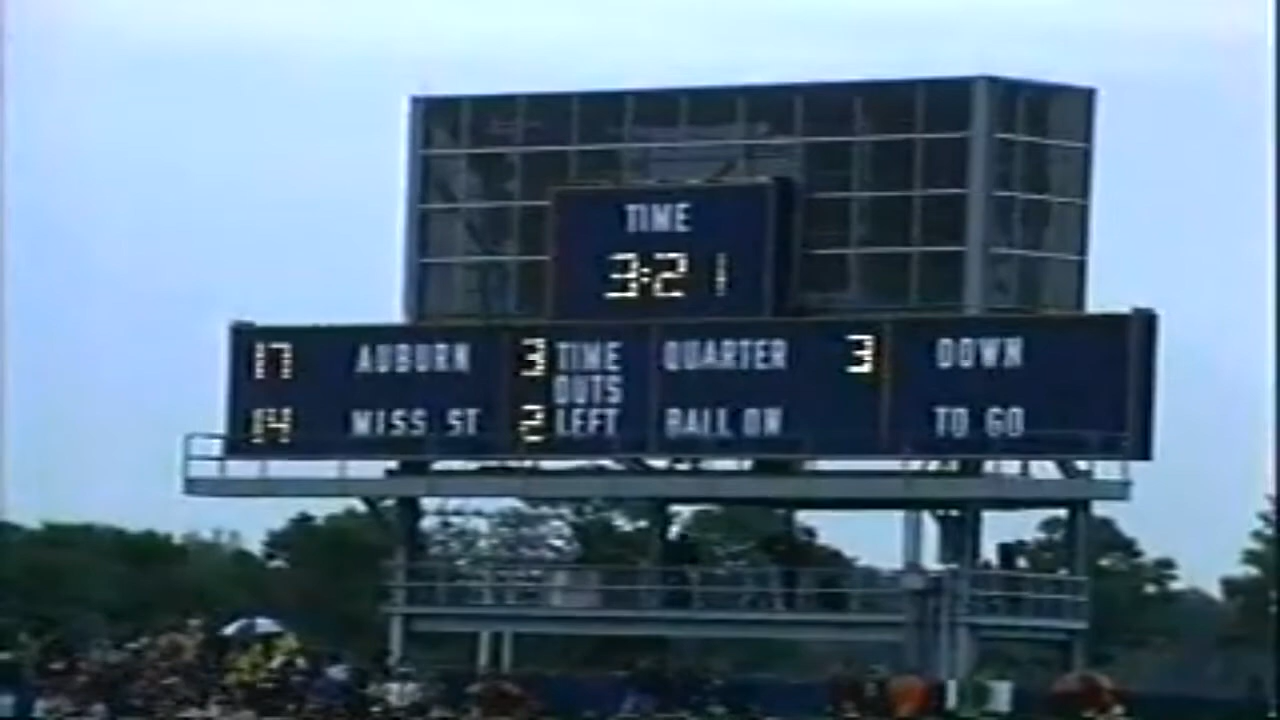 TIME
3:21
17 AUBURN 3 TIME OUTS LEFT QUARTER 3 DOWN
14 MISS ST 2 BALL ON TO GO